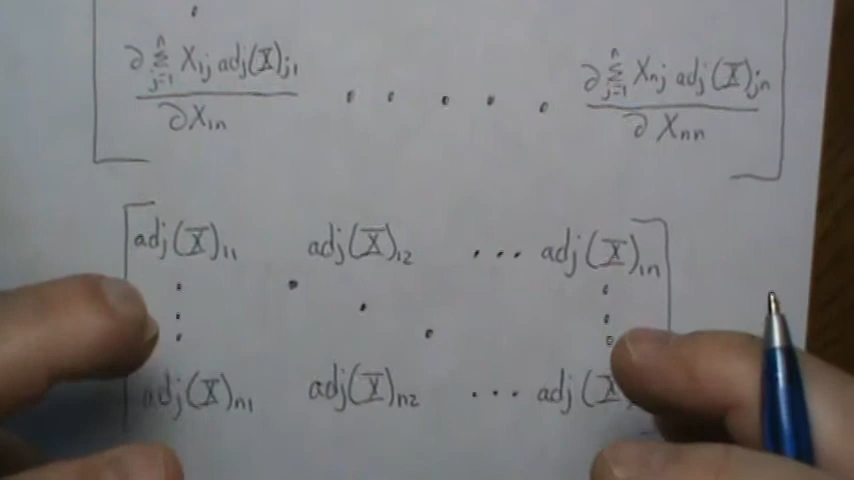 ∂ Σ_{j=1}^{n} X_{1j} adj(X)_{j1} / ∂X_{1n} · · · · · ∂ Σ_{j=1}^{n} X_{nj} adj(X)_{jn} / ∂X_{nn}
adj(X)_{11} adj(X)_{12} ··· adj(X)_{1n}
adj(X)_{n1} adj(X)_{n2} ··· adj(X